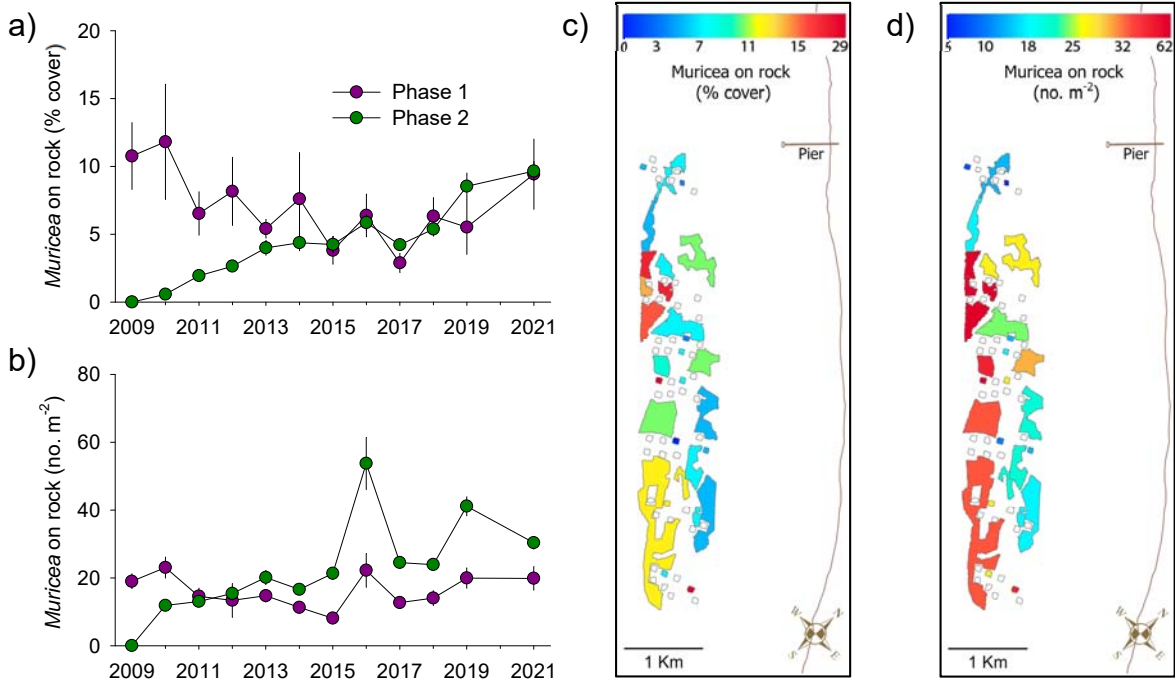 a)
20
15
10
5
0
Muricea on rock (% cover)
Phase 1
Phase 2
2009 2011 2013 2015 2017 2019 2021
b)
80
60
40
20
0
Muricea on rock (no. m-2)
2009 2011 2013 2015 2017 2019 2021
c)
0 3 7 11 15 29
Muricea on rock
(% cover)
Pier
W N
S E
1 Km
d)
5 10 18 25 32 62
Muricea on rock
(no. m-2)
Pier
W N
S E
1 Km